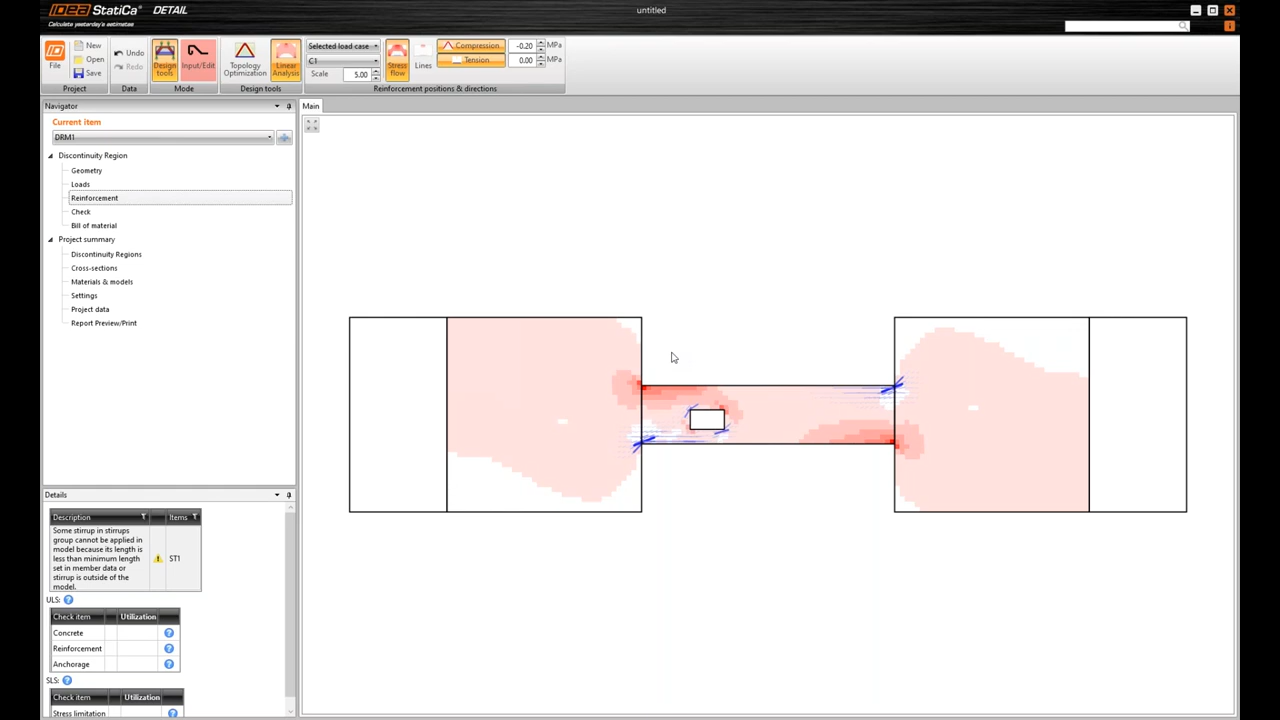 IDEA StatiCa® DETAIL
untitled
Calculate yesterday's estimates
New
Open
Save
File
Project
Undo
Redo
Data
Design tools
Input/Edit
Mode
Topology Optimization
Linear Analysis
Design tools
Selected load case
C1
Scale 5.00
Stress flow
Lines
Compression -0.20 MPa
Tension 0.00 MPa
Reinforcement positions & directions
Navigator
Current item
DRM1
Discontinuity Region
Geometry
Loads
Reinforcement
Check
Bill of material
Project summary
Discontinuity Regions
Cross-sections
Materials & models
Settings
Project data
Report Preview/Print
Main
Details
Description Items
Some stirrup in stirrups
group cannot be applied in
model because its length is
less than minimum length
set in member data or
stirrup is outside of the
model.
ST1
ULS:
Check item Utilization
Concrete
Reinforcement
Anchorage
SLS:
Check item Utilization
Stress limitation